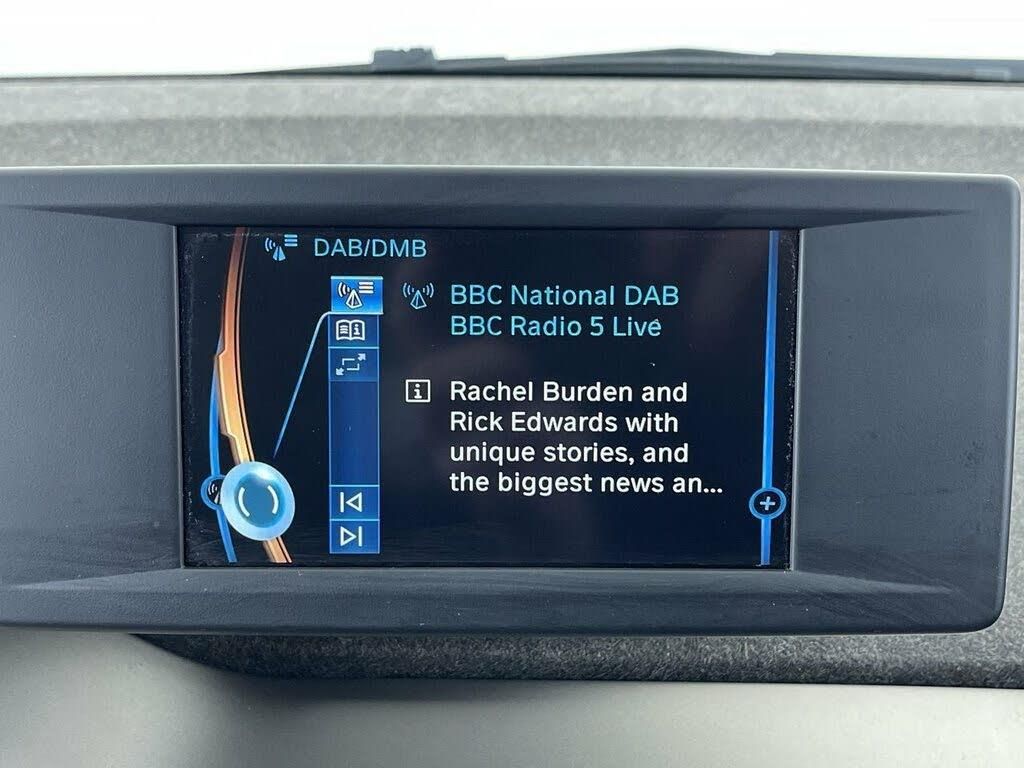 DAB/DMB
BBC National DAB
BBC Radio 5 Live
Rachel Burden and
Rick Edwards with
unique stories, and
the biggest news an...